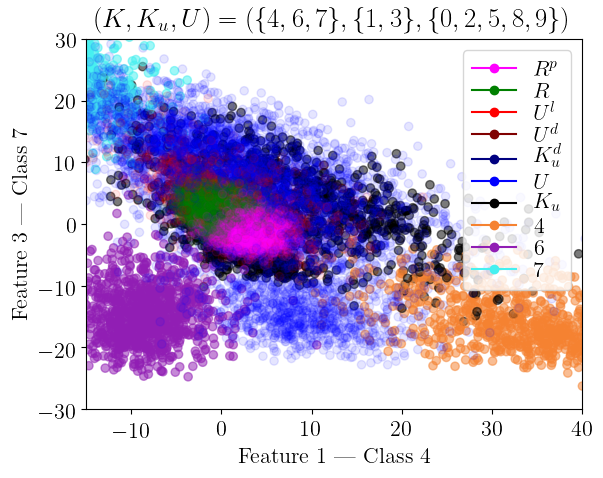 (K, K_u, U) = ({4, 6, 7}, {1, 3}, {0, 2, 5, 8, 9})
30
20
10
0
−10
−20
−30
Feature 3 — Class 7
−10
0
10
20
30
40
Feature 1 — Class 4
R^p
R
U^l
U^d
K_u^d
U
K_u
4
6
7